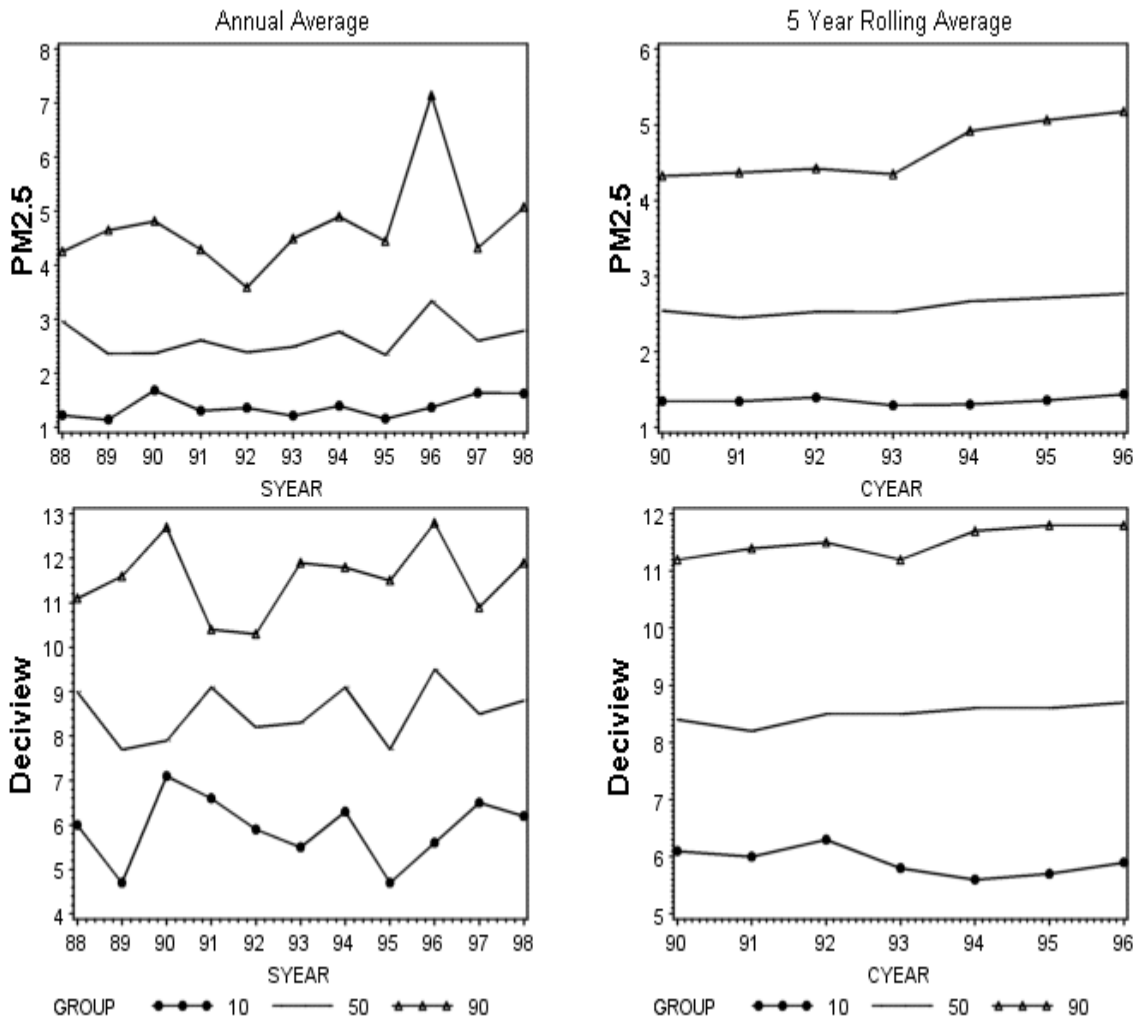 Annual Average
8
7
6
5
4
3
2
1
PM2.5
88 89 90 91 92 93 94 95 96 97 98
SYEAR
5 Year Rolling Average
6
5
4
3
2
1
PM2.5
90 91 92 93 94 95 96
CYEAR
13
12
11
10
9
8
7
6
5
4
Deciview
88 89 90 91 92 93 94 95 96 97 98
SYEAR
GROUP 10 50 90
12
11
10
9
8
7
6
5
Deciview
90 91 92 93 94 95 96
CYEAR
GROUP 10 50 90